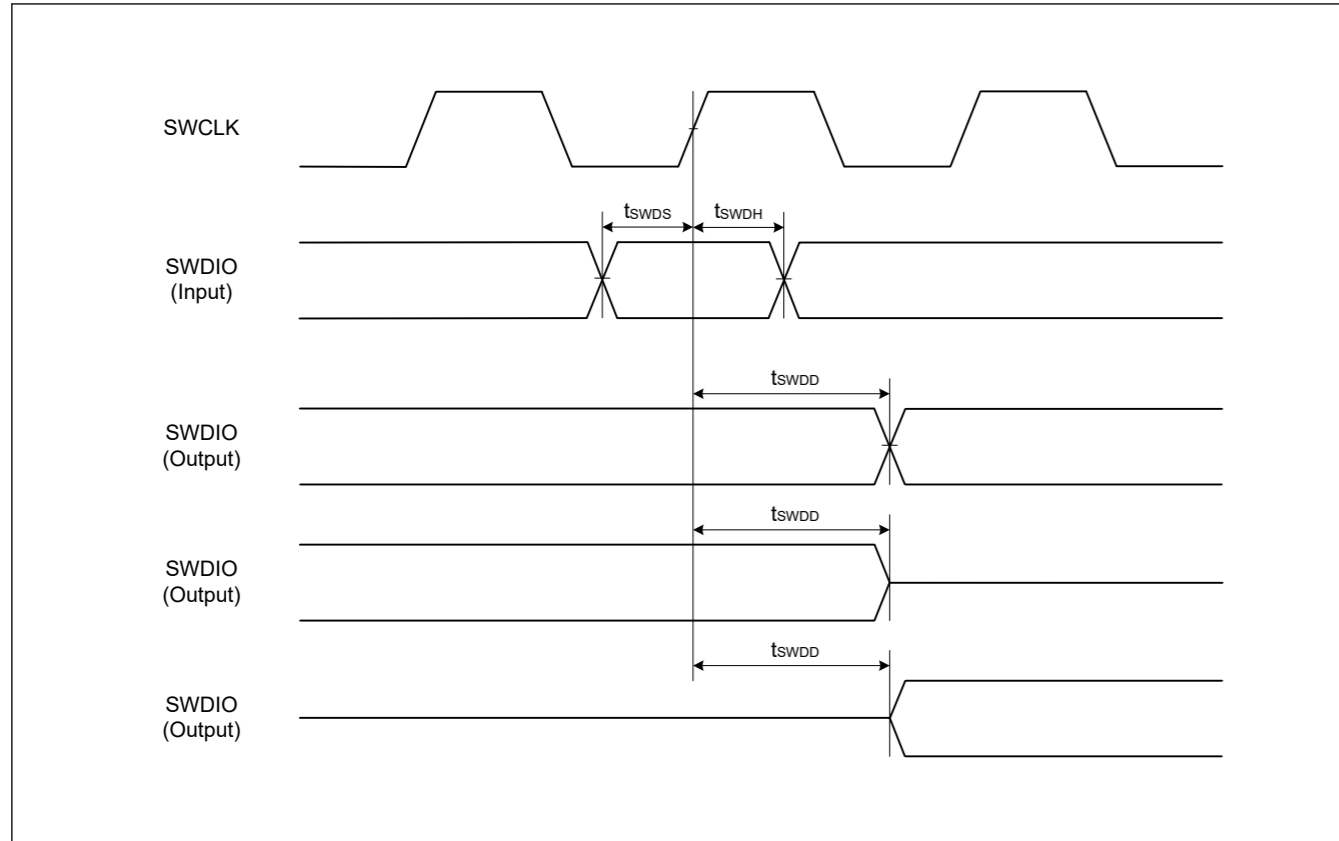 SWCLK
tSWDS
tSWDH
SWDIO
(Input)
tSWDD
SWDIO
(Output)
tSWDD
SWDIO
(Output)
tSWDD
SWDIO
(Output)